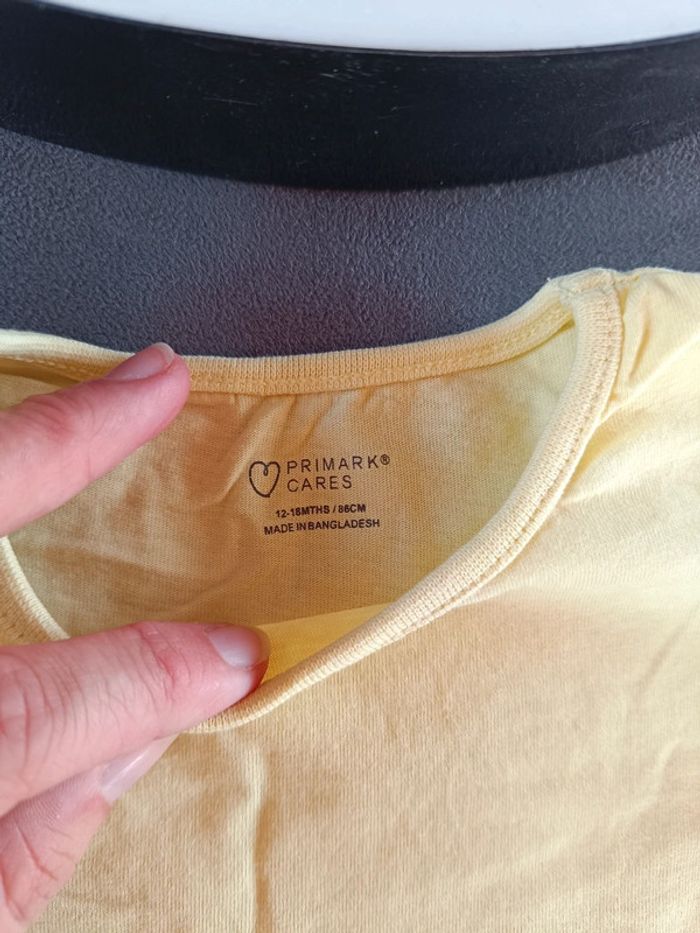 PRIMARK®
CARES
12-18MTHS / 86CM
MADE IN BANGLADESH